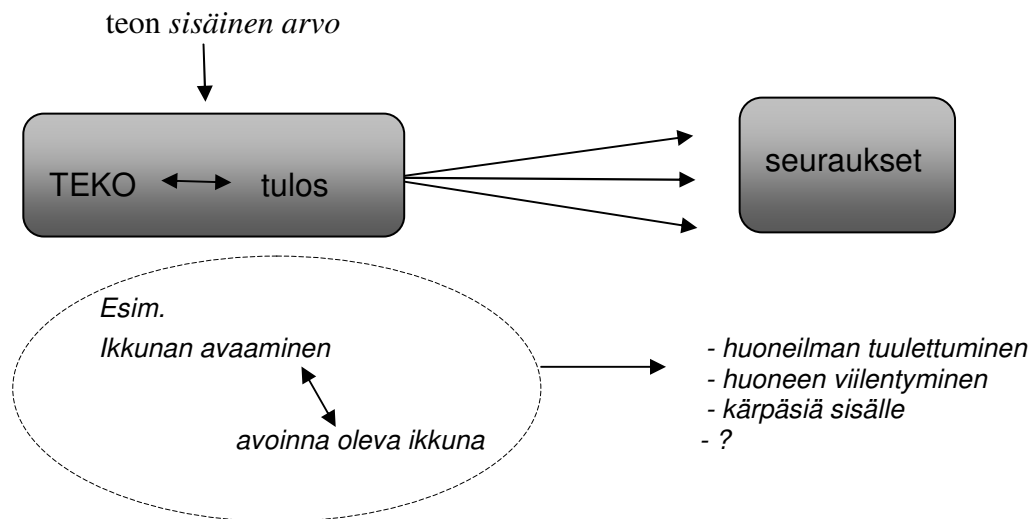 teon sisäinen arvo
TEKO
tulos
seuraukset
Esim.
Ikkunan avaaminen
avoinna oleva ikkuna
- huoneilman tuulettuminen
- huoneen viilentyminen
- kärpäsiä sisälle
- ?